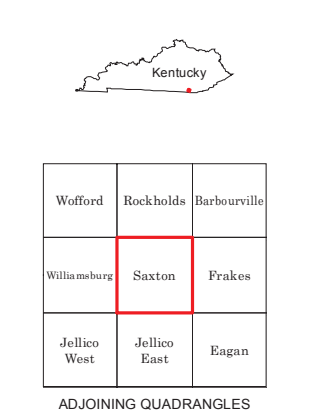 Kentucky
Wofford Rockholds Barbourville
Williamsburg Saxton Frakes
Jellico
West
Jellico
East
Eagan
ADJOINING QUADRANGLES